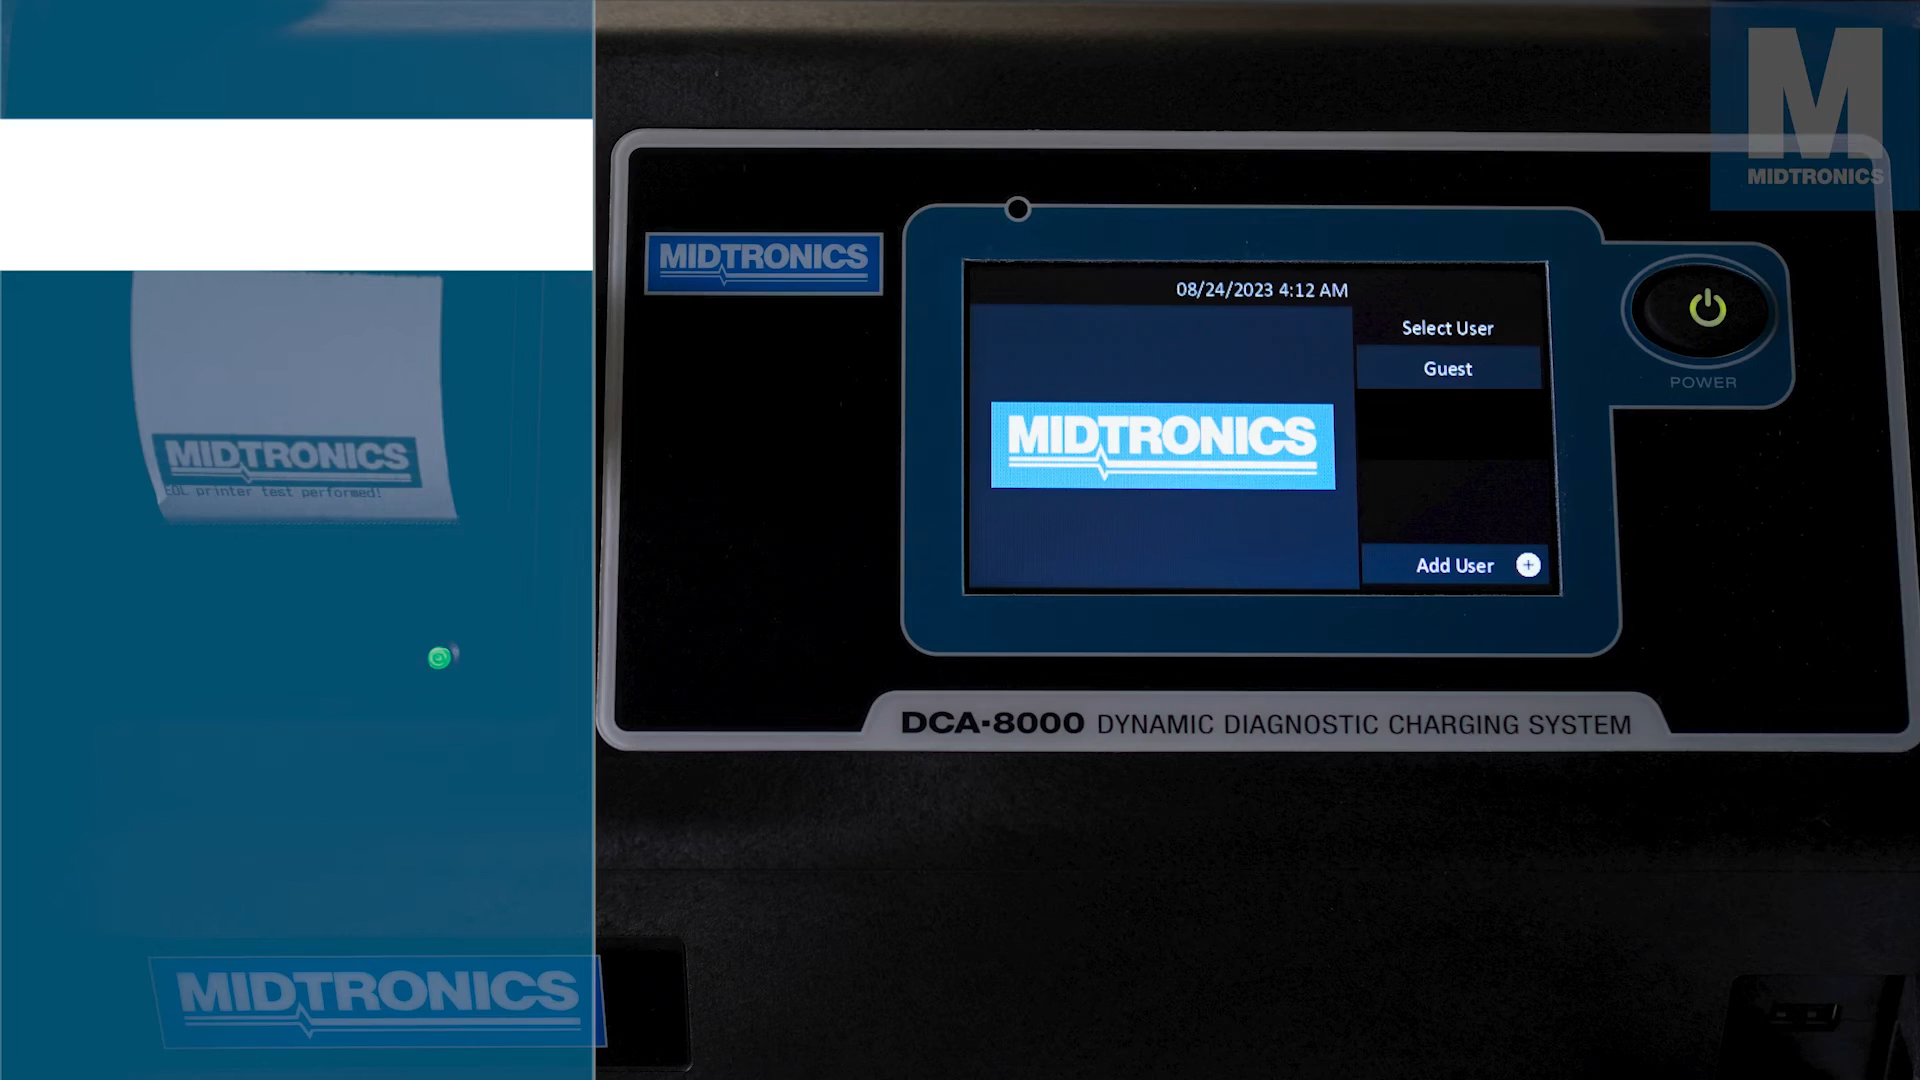 M
MIDTRONICS
MIDTRONICS
08/24/2023 4:12 AM
Select User
Guest
MIDTRONICS
Add User
POWER
MIDTRONICS
EOL printer test performed!
DCA-8000 DYNAMIC DIAGNOSTIC CHARGING SYSTEM
MIDTRONICS